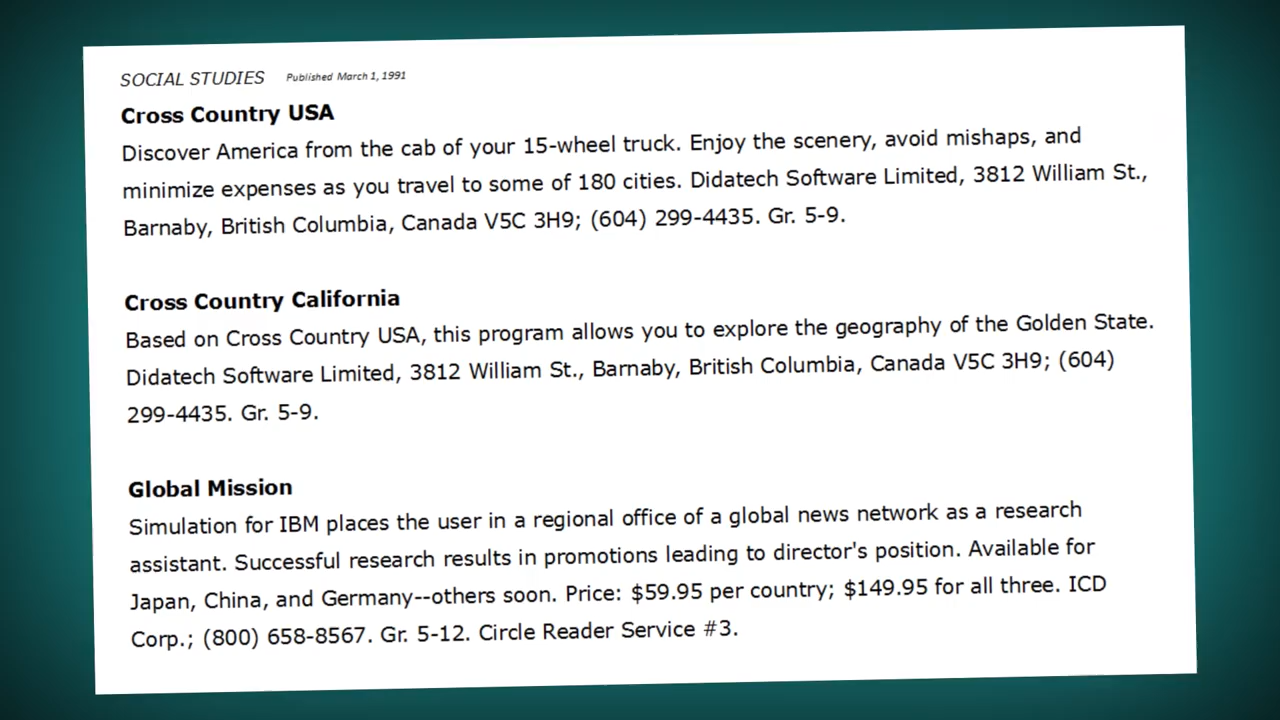 SOCIAL STUDIES Published March 1, 1991
Cross Country USA
Discover America from the cab of your 15-wheel truck. Enjoy the scenery, avoid mishaps, and
minimize expenses as you travel to some of 180 cities. Didatech Software Limited, 3812 William St.,
Barnaby, British Columbia, Canada V5C 3H9; (604) 299-4435. Gr. 5-9.
Cross Country California
Based on Cross Country USA, this program allows you to explore the geography of the Golden State.
Didatech Software Limited, 3812 William St., Barnaby, British Columbia, Canada V5C 3H9; (604)
299-4435. Gr. 5-9.
Global Mission
Simulation for IBM places the user in a regional office of a global news network as a research
assistant. Successful research results in promotions leading to director's position. Available for
Japan, China, and Germany--others soon. Price: $59.95 per country; $149.95 for all three. ICD
Corp.; (800) 658-8567. Gr. 5-12. Circle Reader Service #3.